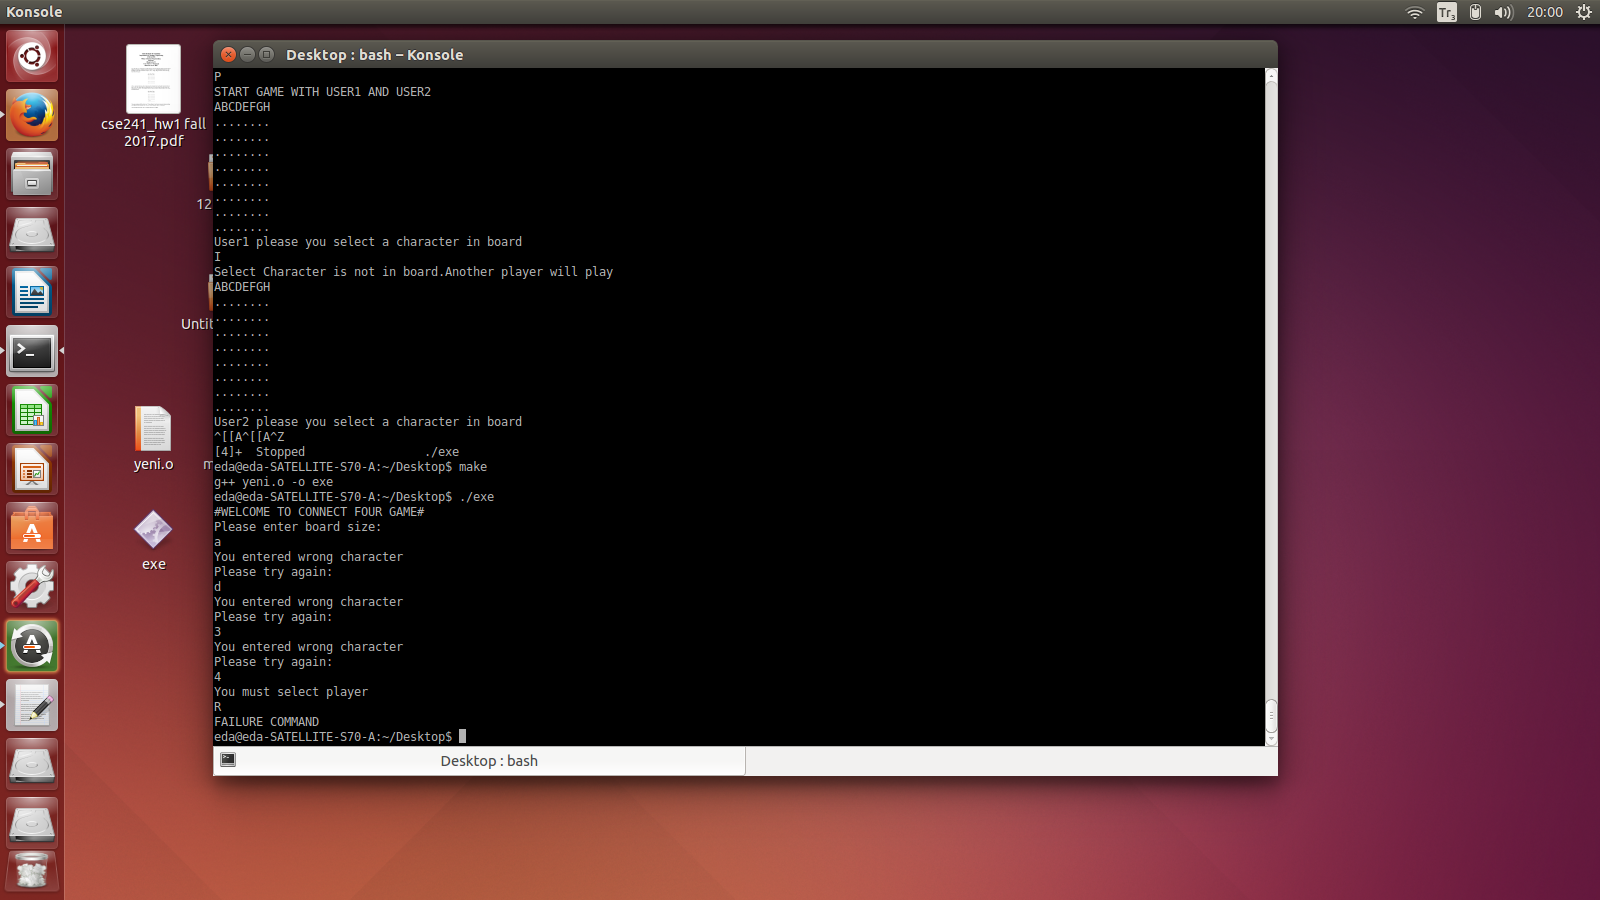 Konsole
Tr3
20:00
Desktop : bash – Konsole
cse241_hw1 fall
2017.pdf
12
Untit
yeni.o
m
exe
P
START GAME WITH USER1 AND USER2
ABCDEFGH
........
........
........
........
........
........
........
........
User1 please you select a character in board
I
Select Character is not in board.Another player will play
ABCDEFGH
........
........
........
........
........
........
........
........
User2 please you select a character in board
^[[A^[[A^Z
[4]+  Stopped                 ./exe
eda@eda-SATELLITE-S70-A:~/Desktop$ make
g++ yeni.o -o exe
eda@eda-SATELLITE-S70-A:~/Desktop$ ./exe
#WELCOME TO CONNECT FOUR GAME#
Please enter board size:
a
You entered wrong character
Please try again:
d
You entered wrong character
Please try again:
3
You entered wrong character
Please try again:
4
You must select player
R
FAILURE COMMAND
eda@eda-SATELLITE-S70-A:~/Desktop$
Desktop : bash